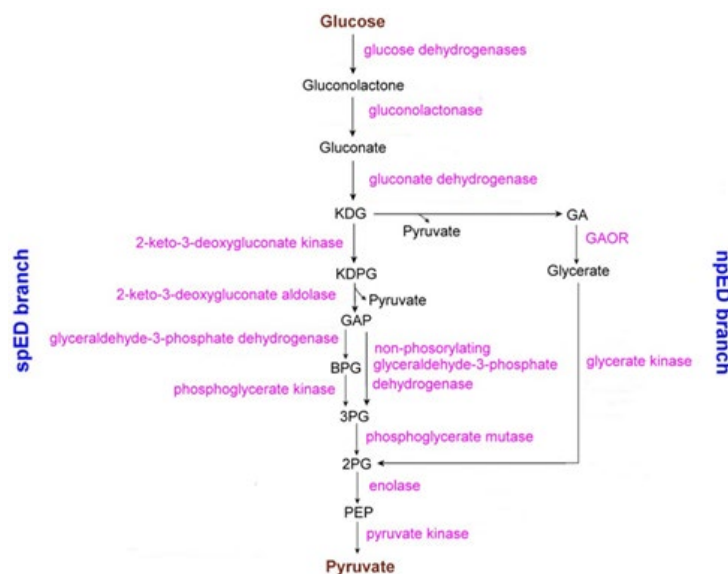 Glucose
glucose dehydrogenases
Gluconolactone
gluconolactonase
Gluconate
gluconate dehydrogenase
KDG
Pyruvate
GA
2-keto-3-deoxygluconate kinase
GAOR
KDPG
Glycerate
2-keto-3-deoxygluconate aldolase
Pyruvate
GAP
glyceraldehyde-3-phosphate dehydrogenase
non-phosorylating
glyceraldehyde-3-phosphate
dehydrogenase
BPG
glycerate kinase
phosphoglycerate kinase
3PG
phosphoglycerate mutase
2PG
enolase
PEP
pyruvate kinase
Pyruvate
spED branch
npED branch